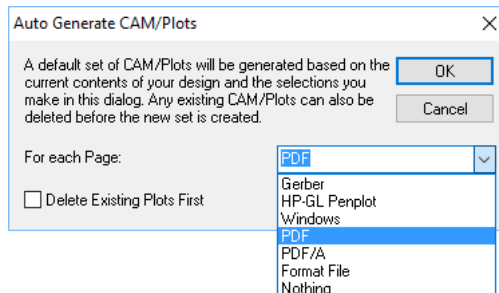 Auto Generate CAM/Plots
A default set of CAM/Plots will be generated based on the
current contents of your design and the selections you
make in this dialog. Any existing CAM/Plots can also be
deleted before the new set is created.
OK
Cancel
For each Page:
PDF
Delete Existing Plots First
Gerber
HP-GL Penplot
Windows
PDF
PDF/A
Format File
Nothing